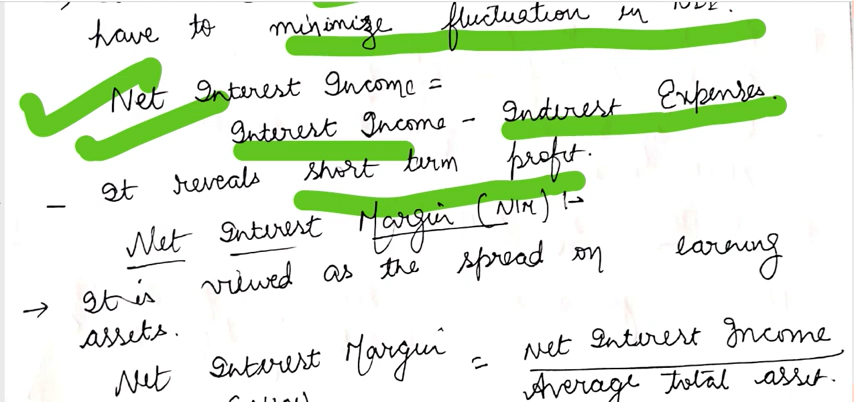 have to minimize fluctuation in
Net Interest Income =
Interest Income - Interest Expenses.
- It reveals short term profit.
Net Interest Margin (NIM) :-
→ It is viewed as the spread on earning
assets.
Net Interest Margin = Net Interest Income
Average total asset.